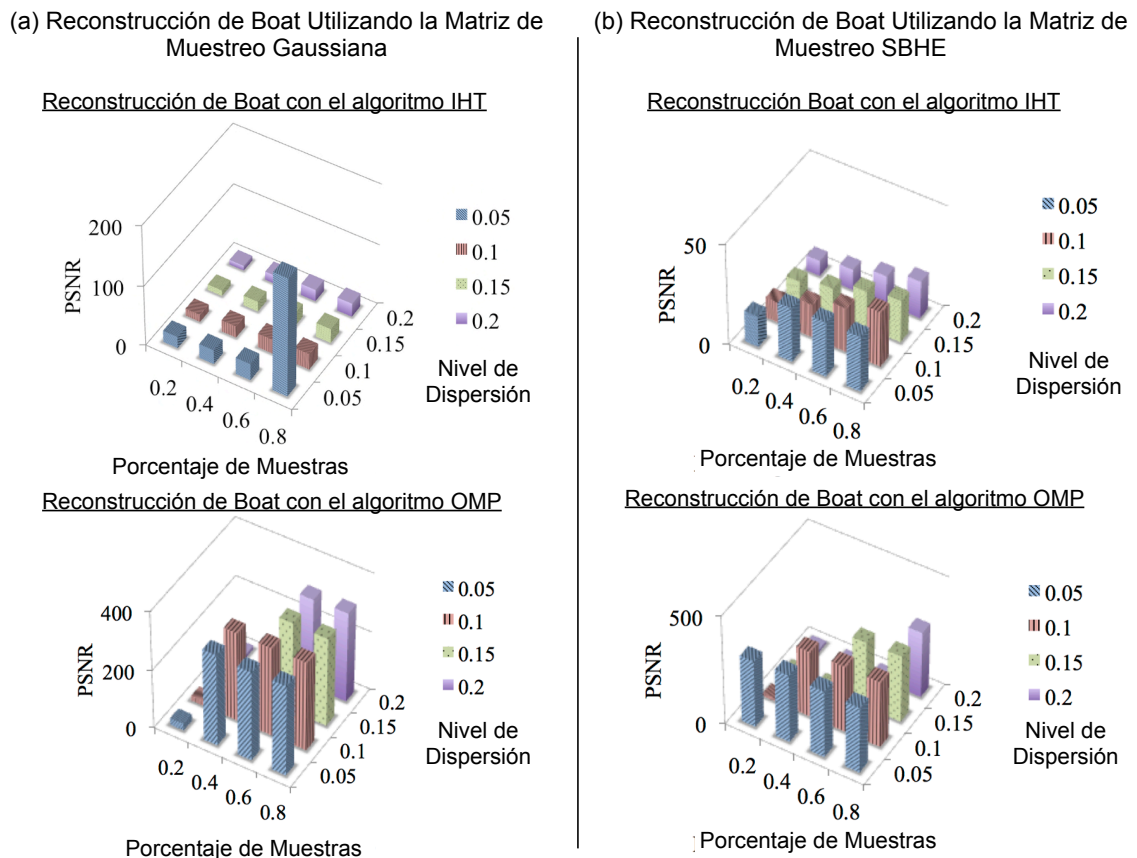 (a) Reconstrucción de Boat Utilizando la Matriz de
Muestreo Gaussiana
Reconstrucción de Boat con el algoritmo IHT
200
100
0
PSNR
0.2
0.4
0.6
0.8
0.05
0.1
0.15
0.2
0.05
0.1
0.15
0.2
Nivel de
Dispersión
Porcentaje de Muestras
Reconstrucción de Boat con el algoritmo OMP
400
200
0
PSNR
0.2
0.4
0.6
0.8
0.05
0.1
0.15
0.2
0.05
0.1
0.15
0.2
Nivel de
Dispersión
Porcentaje de Muestras
(b) Reconstrucción de Boat Utilizando la Matriz de
Muestreo SBHE
Reconstrucción Boat con el algoritmo IHT
50
0
PSNR
0.2
0.4
0.6
0.8
0.05
0.1
0.15
0.2
0.05
0.1
0.15
0.2
Nivel de
Dispersión
Porcentaje de Muestras
Reconstrucción de Boat con el algoritmo OMP
500
0
PSNR
0.2
0.4
0.6
0.8
0.05
0.1
0.15
0.2
0.05
0.1
0.15
0.2
Nivel de
Dispersión
Porcentaje de Muestras